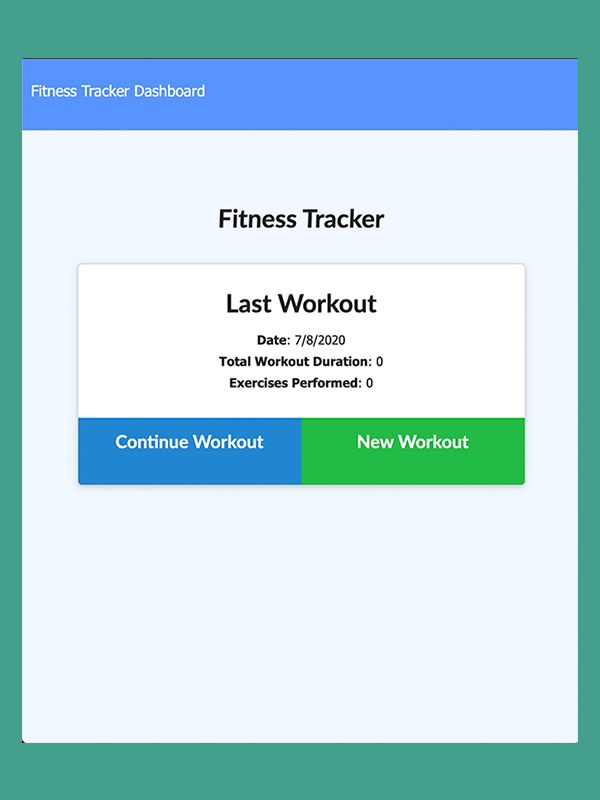 Fitness Tracker Dashboard
Fitness Tracker
Last Workout
Date: 7/8/2020
Total Workout Duration: 0
Exercises Performed: 0
Continue Workout New Workout